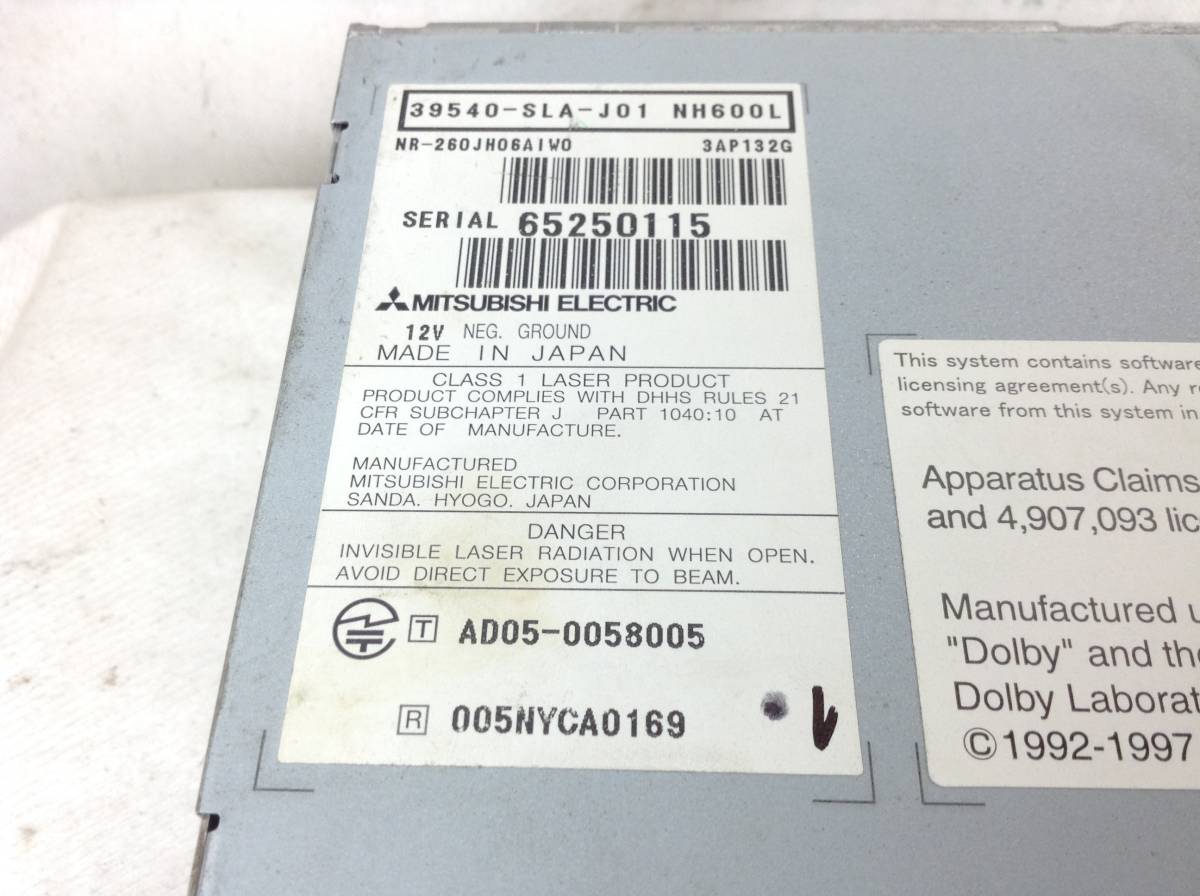 39540-SLA-J01 NH600L
NR-260JH06AIW0 3AP132G
SERIAL 65250115
MITSUBISHI ELECTRIC
12V NEG. GROUND
MADE IN JAPAN
CLASS 1 LASER PRODUCT
PRODUCT COMPLIES WITH DHHS RULES 21
CFR SUBCHAPTER J PART 1040:10 AT
DATE OF MANUFACTURE.
MANUFACTURED
MITSUBISHI ELECTRIC CORPORATION
SANDA. HYOGO. JAPAN
DANGER
INVISIBLE LASER RADIATION WHEN OPEN.
AVOID DIRECT EXPOSURE TO BEAM.
T AD05-0058005
R 005NYCA0169
This system contains software
licensing agreement(s). Any
software from this system in
Apparatus Claims
and 4,907,093
Manufactured
"Dolby" and
Dolby
©1992-1997